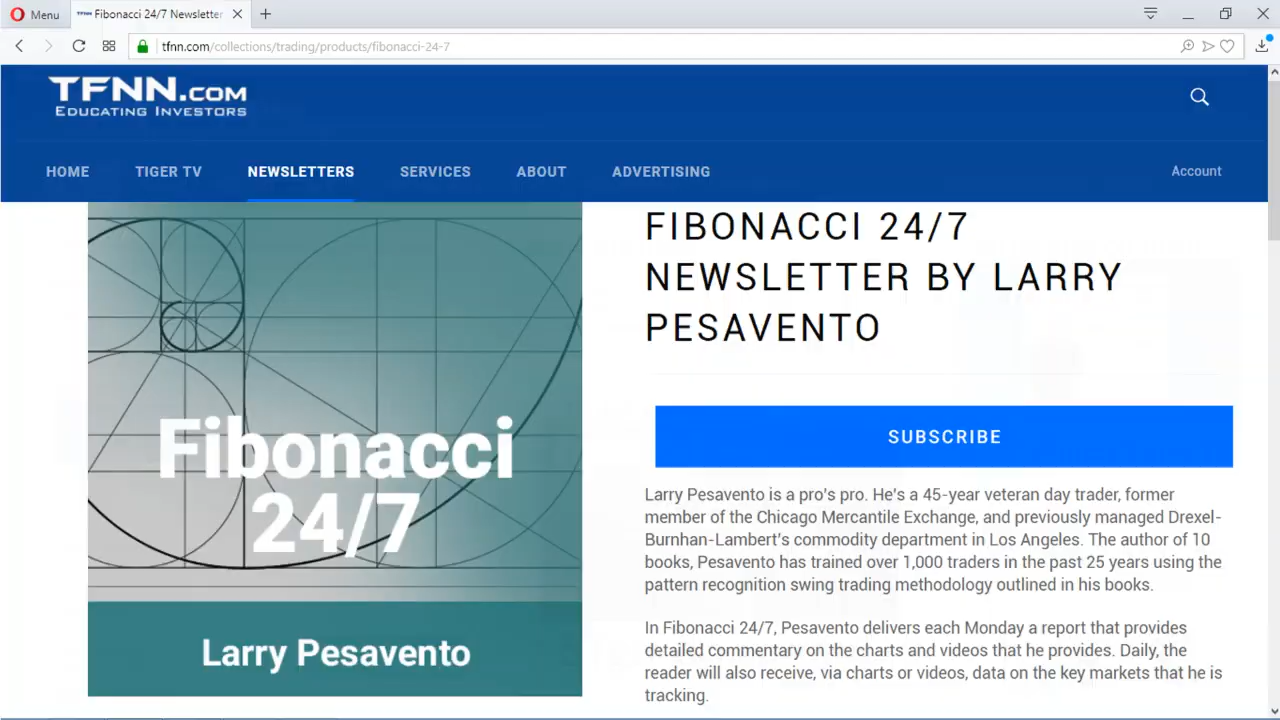 Menu
Fibonacci 24/7 Newsletter
tfnn.com/collections/trading/products/fibonacci-24-7
TFNN.COM
EDUCATING INVESTORS
HOME TIGER TV NEWSLETTERS SERVICES ABOUT ADVERTISING Account
Fibonacci
24/7
Larry Pesavento
FIBONACCI 24/7
NEWSLETTER BY LARRY
PESAVENTO
SUBSCRIBE
Larry Pesavento is a pro's pro. He's a 45-year veteran day trader, former
member of the Chicago Mercantile Exchange, and previously managed Drexel-
Burnhan-Lambert's commodity department in Los Angeles. The author of 10
books, Pesavento has trained over 1,000 traders in the past 25 years using the
pattern recognition swing trading methodology outlined in his books.
In Fibonacci 24/7, Pesavento delivers each Monday a report that provides
detailed commentary on the charts and videos that he provides. Daily, the
reader will also receive, via charts or videos, data on the key markets that he is
tracking.